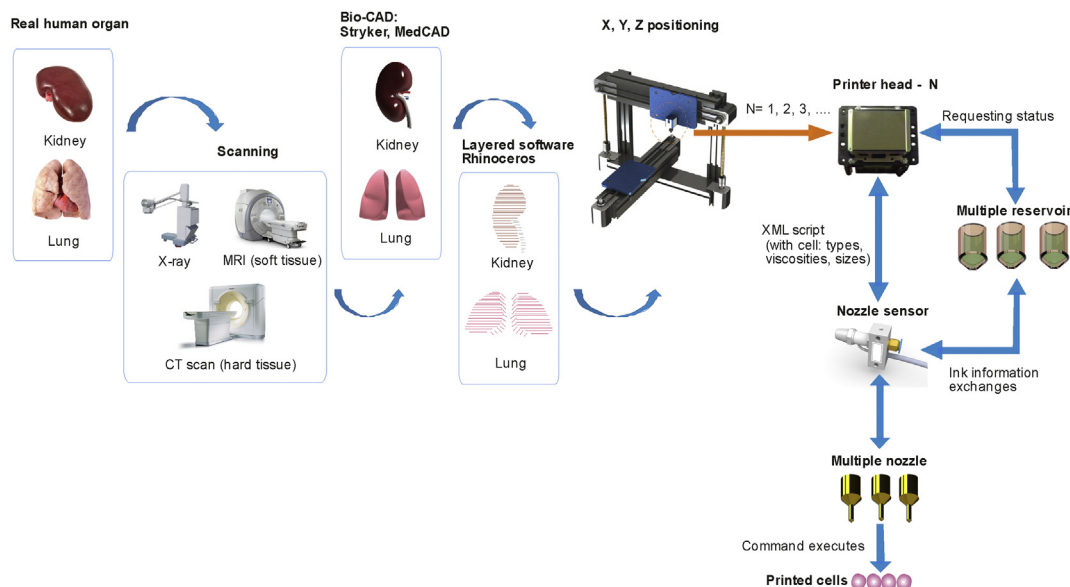 Real human organ
Kidney
Lung
Scanning
X-ray
MRI (soft tissue)
CT scan (hard tissue)
Bio-CAD:
Stryker, MedCAD
Kidney
Lung
Layered software
Rhinoceros
Kidney
Lung
X, Y, Z positioning
N= 1, 2, 3, ....
Printer head - N
Requesting status
Multiple reservoir
XML script
(with cell: types,
viscosities, sizes)
Nozzle sensor
Ink information
exchanges
Multiple nozzle
Command executes
Printed cells